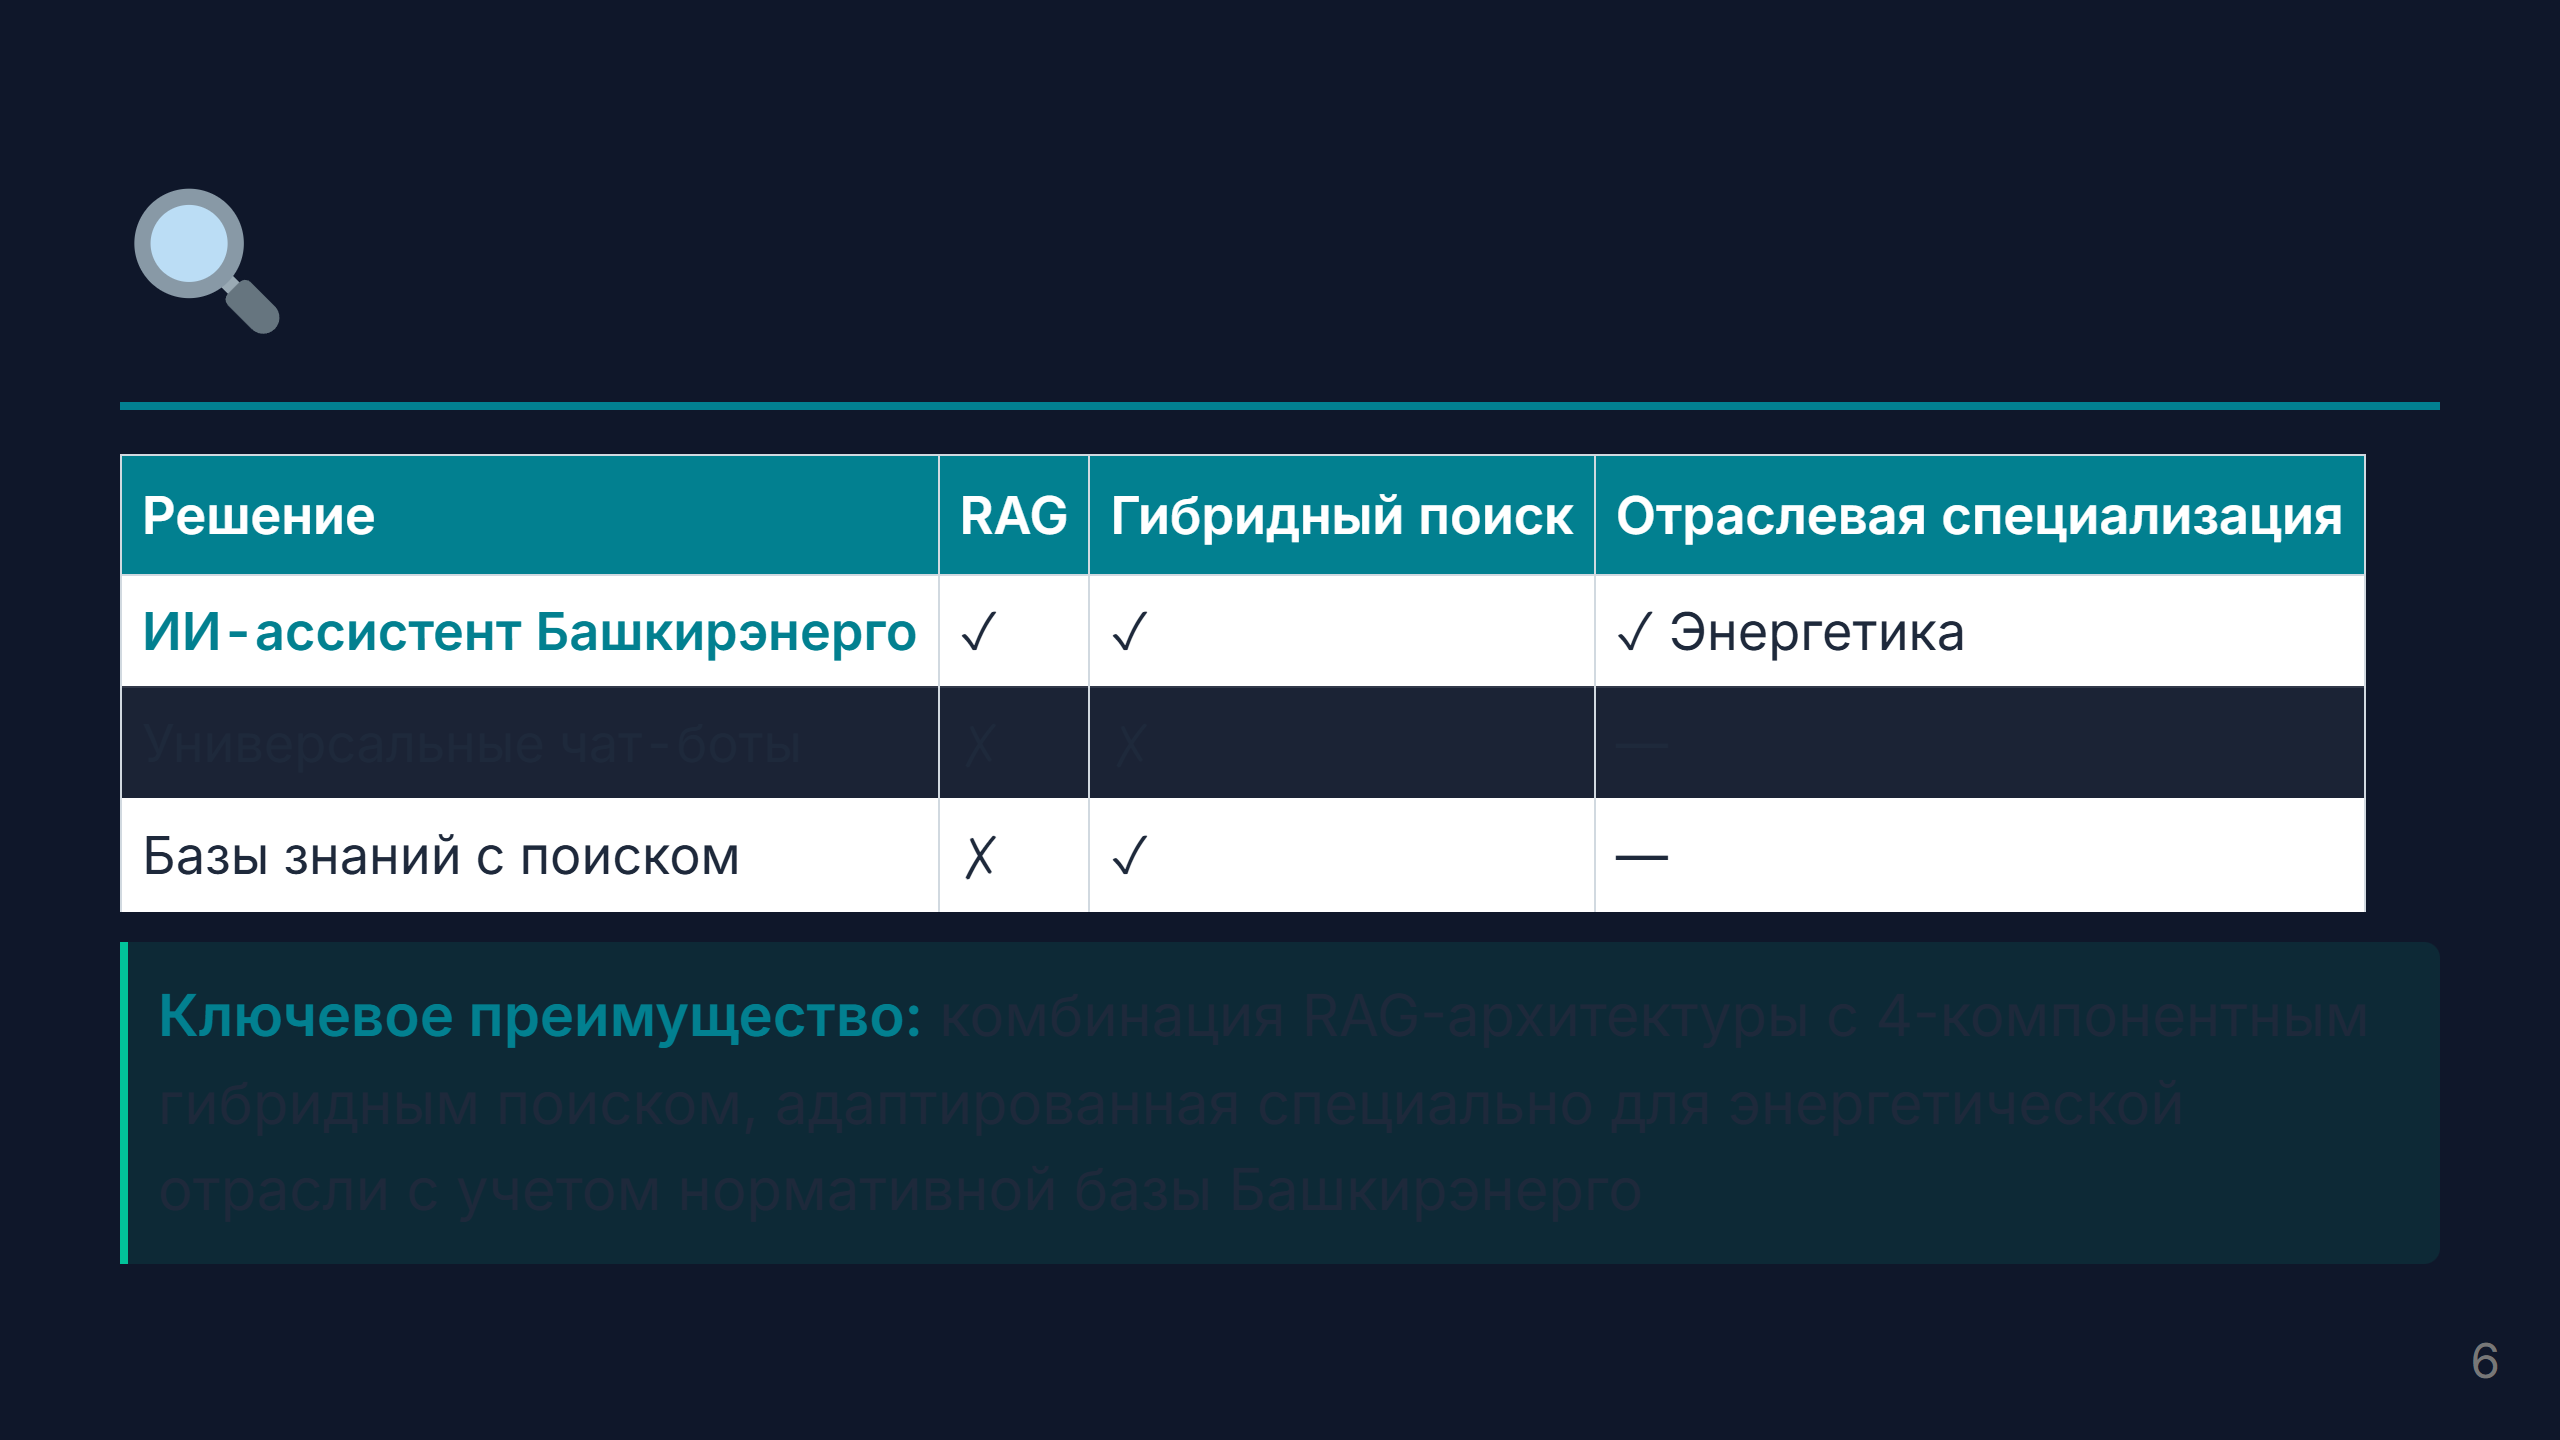 Решение RAG Гибридный поиск Отраслевая специализация
ИИ-ассистент Башкирэнерго ✓ ✓ ✓ Энергетика
Универсальные чат-боты ✗ ✗ —
Базы знаний с поиском ✗ ✓ —
Ключевое преимущество: комбинация RAG-архитектуры с 4-компонентным
гибридным поиском, адаптированная специально для энергетической
отрасли с учетом нормативной базы Башкирэнерго
6